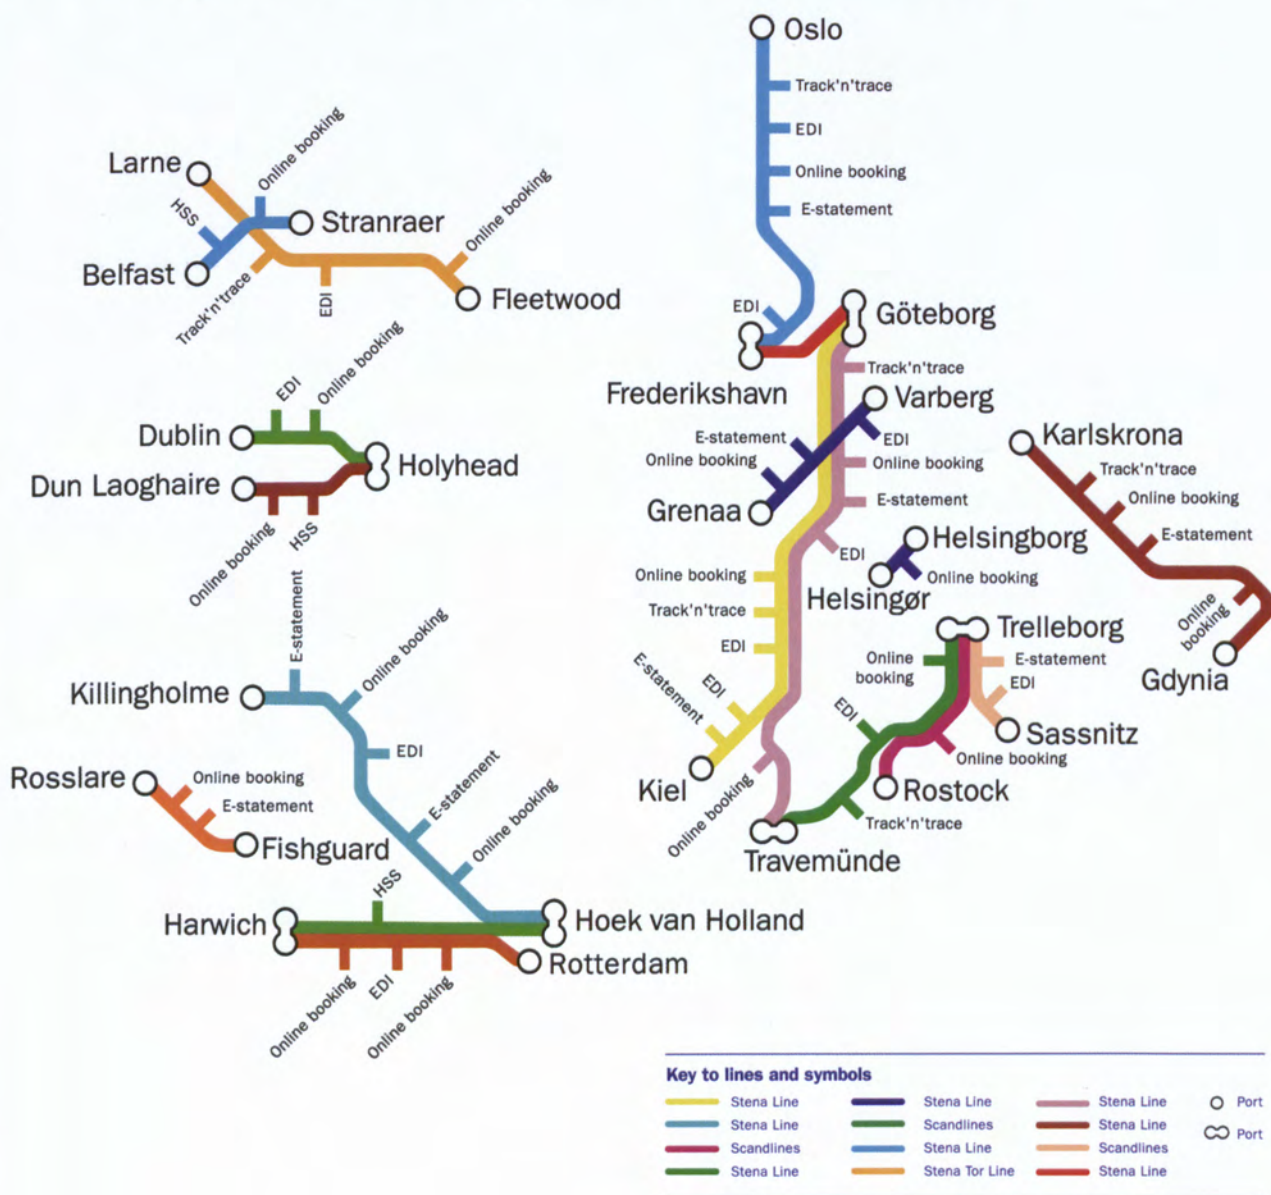 Oslo
Track'n'trace
EDI
Online booking
E-statement
EDI
Göteborg
Frederikshavn
Track'n'trace
Varberg
E-statement
EDI
Online booking
Online booking
Grenaa
E-statement
EDI
Helsingborg
Online booking
Helsingør
Online booking
Track'n'trace
EDI
EDI
E-statement
Kiel
Online booking
Travemünde
Karlskrona
Track'n'trace
Online booking
E-statement
Online
booking
Gdynia
Trelleborg
Online
booking
E-statement
EDI
Sassnitz
EDI
Online booking
Rostock
Track'n'trace
Larne
Online booking
HSS
Stranraer
Online booking
Belfast
Track'n'trace
EDI
Fleetwood
EDI
Online booking
Dublin
Holyhead
Dun Laoghaire
Online booking
HSS
E-statement
Killingholme
Online booking
EDI
E-statement
Online booking
Rosslare
Online booking
E-statement
Fishguard
HSS
Harwich
Hoek van Holland
Rotterdam
Online booking
EDI
Online booking
Key to lines and symbols
Stena Line
Stena Line
Stena Line
Port
Stena Line
Scandlines
Stena Line
Port
Scandlines
Stena Line
Scandlines
Stena Line
Stena Tor Line
Stena Line